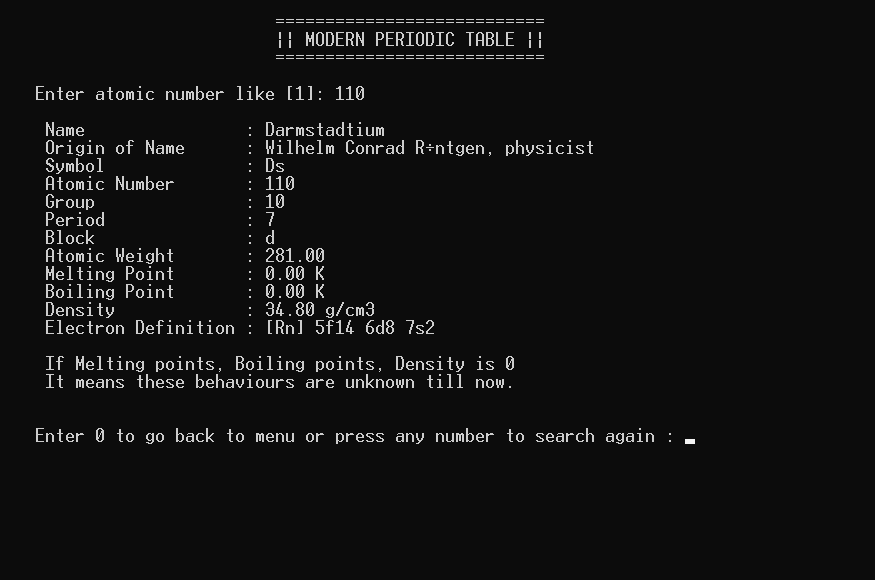 ===========================
|| MODERN PERIODIC TABLE ||
===========================
Enter atomic number like [1]: 110
Name : Darmstadtium
Origin of Name : Wilhelm Conrad R÷ntgen, physicist
Symbol : Ds
Atomic Number : 110
Group : 10
Period : 7
Block : d
Atomic Weight : 281.00
Melting Point : 0.00 K
Boiling Point : 0.00 K
Density : 34.80 g/cm3
Electron Definition : [Rn] 5f14 6d8 7s2
If Melting points, Boiling points, Density is 0
It means these behaviours are unknown till now.
Enter 0 to go back to menu or press any number to search again :